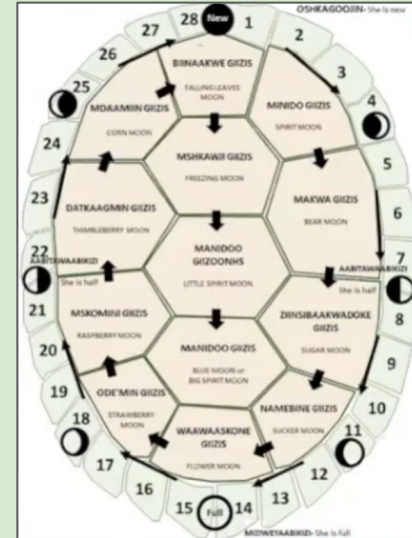 OSHKAGOOJIN- She is new
New
28
1
27
2
26
3
25
4
24
5
23
6
22
7
21
8
20
9
19
10
18
11
17
12
16
13
15
14
Full
BIINAAKWE GIIZIS
FALLING LEAVES
MOON
MDAAMIIN GIIZIS
CORN MOON
MINIDO GIIZIS
SPIRIT MOON
MSHKAWJI GIIZIS
FREEZING MOON
DATKAAGMIN GIIZIS
THIMBLEBERRY MOON
MAKWA GIIZIS
BEAR MOON
MANIDOO
GIIZOONHS
LITTLE SPIRIT MOON
AABITAWAABIKIZI
She is half
AABITAWAABIKIZI
She is half
MSKOMINI GIIZIS
RASPBERRY MOON
ZIINSIBAAKWADOKE
GIIZIS
SUGAR MOON
MANIDOO GIIZIS
BLUE MOON or
BIG SPIRIT MOON
ODE'MIN GIIZIS
STRAWBERRY
MOON
NAMEBINE GIIZIS
SUCKER MOON
WAAWAASKONE
GIIZIS
FLOWER MOON
MIZIWEYAABIKIZI- She is full